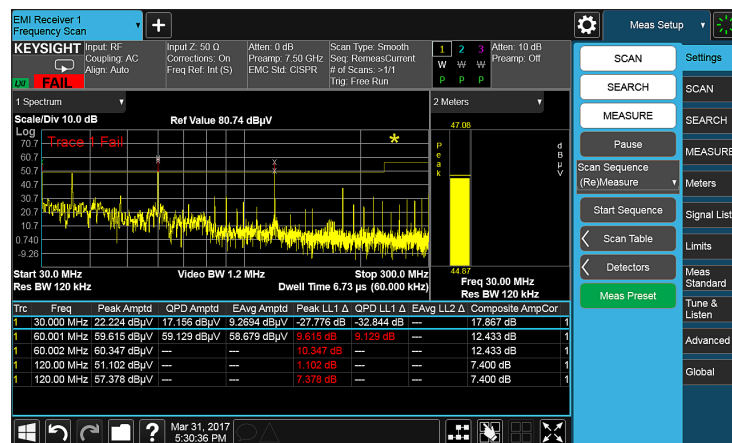 EMI Receiver 1
Frequency Scan
Meas Setup
KEYSIGHT
LXI FAIL
Input: RF
Coupling: AC
Align: Auto
Input Z: 50 Ω
Corrections: On
Freq Ref: Int (S)
Atten: 0 dB
Preamp: 7.50 GHz
EMC Std: CISPR
Scan Type: Smooth
Seq: RemeasCurrent
# of Scans: >1/1
Trig: Free Run
1 2 3
W W W
P P P
Atten: 10 dB
Preamp: Off
1 Spectrum
Scale/Div 10.0 dB
Ref Value 80.74 dBµV
Log
Trace 1 Fail
70.7
60.7
50.7
40.7
30.7
20.7
10.7
0.740
-9.26
Start 30.0 MHz
Video BW 1.2 MHz
Stop 300.0 MHz
Res BW 120 kHz
Dwell Time 6.73 µs (60.000 kHz)
2 Meters
47.08
Peak
dBµV
44.67
Freq 30.00 MHz
Res BW 120 kHz
Trc Freq Peak Amptd QPD Amptd EAvg Amptd Peak LL1 Δ QPD LL1 Δ EAvg LL2 Δ Composite AmpCor
1 30.000 MHz 22.224 dBµV 17.156 dBµV 9.2694 dBµV -27.776 dB -32.844 dB --- 17.867 dB 1
1 60.001 MHz 59.615 dBµV 59.129 dBµV 58.679 dBµV 9.615 dB 9.129 dB --- 12.433 dB 1
1 60.002 MHz 60.347 dBµV --- --- 10.347 dB --- --- 12.433 dB 1
1 120.00 MHz 51.102 dBµV --- --- 1.102 dB --- --- 7.400 dB 1
1 120.00 MHz 57.378 dBµV --- --- 7.378 dB --- --- 7.400 dB 1
Mar 31, 2017
5:30:36 PM
SCAN
SEARCH
MEASURE
Pause
Scan Sequence
(Re)Measure
Start Sequence
Scan Table
Detectors
Meas Preset
Settings
SCAN
SEARCH
MEASURE
Meters
Signal List
Limits
Meas
Standard
Tune &
Listen
Advanced
Global